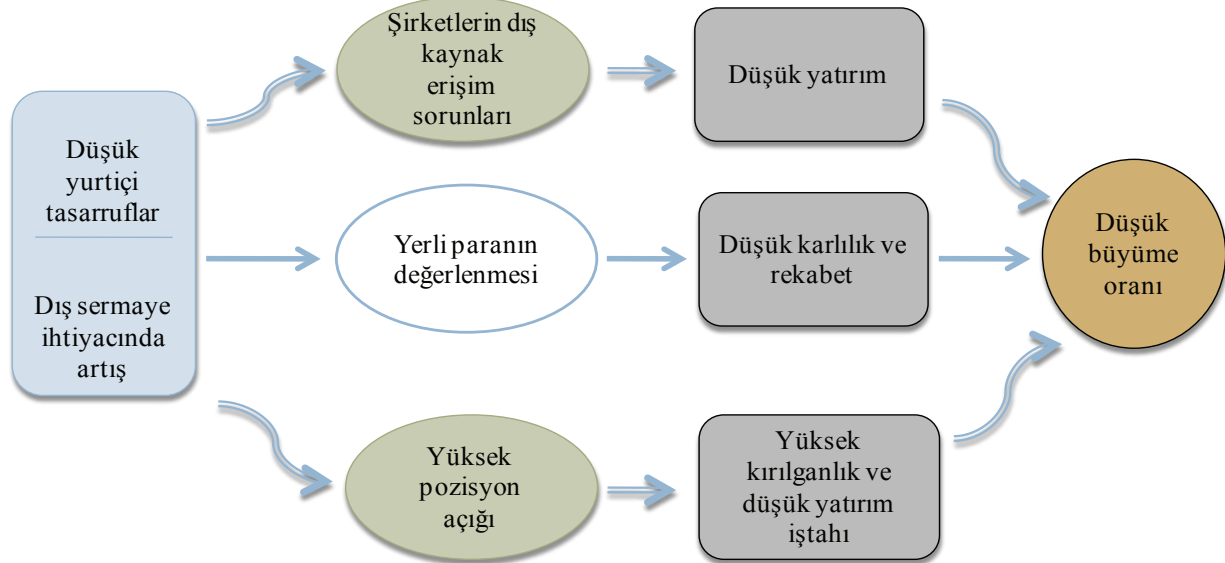 Düşük
yurtiçi
tasarruflar
Dış sermaye
ihtiyacında
artış
Şirketlerin dış
kaynak
erişim
sorunları
Düşük yatırım
Yerli paranın
değerlenmesi
Düşük karlılık ve
rekabet
Yüksek
pozisyon
açığı
Yüksek
kırılganlık ve
düşük yatırım
iştahı
Düşük
büyüme
oranı